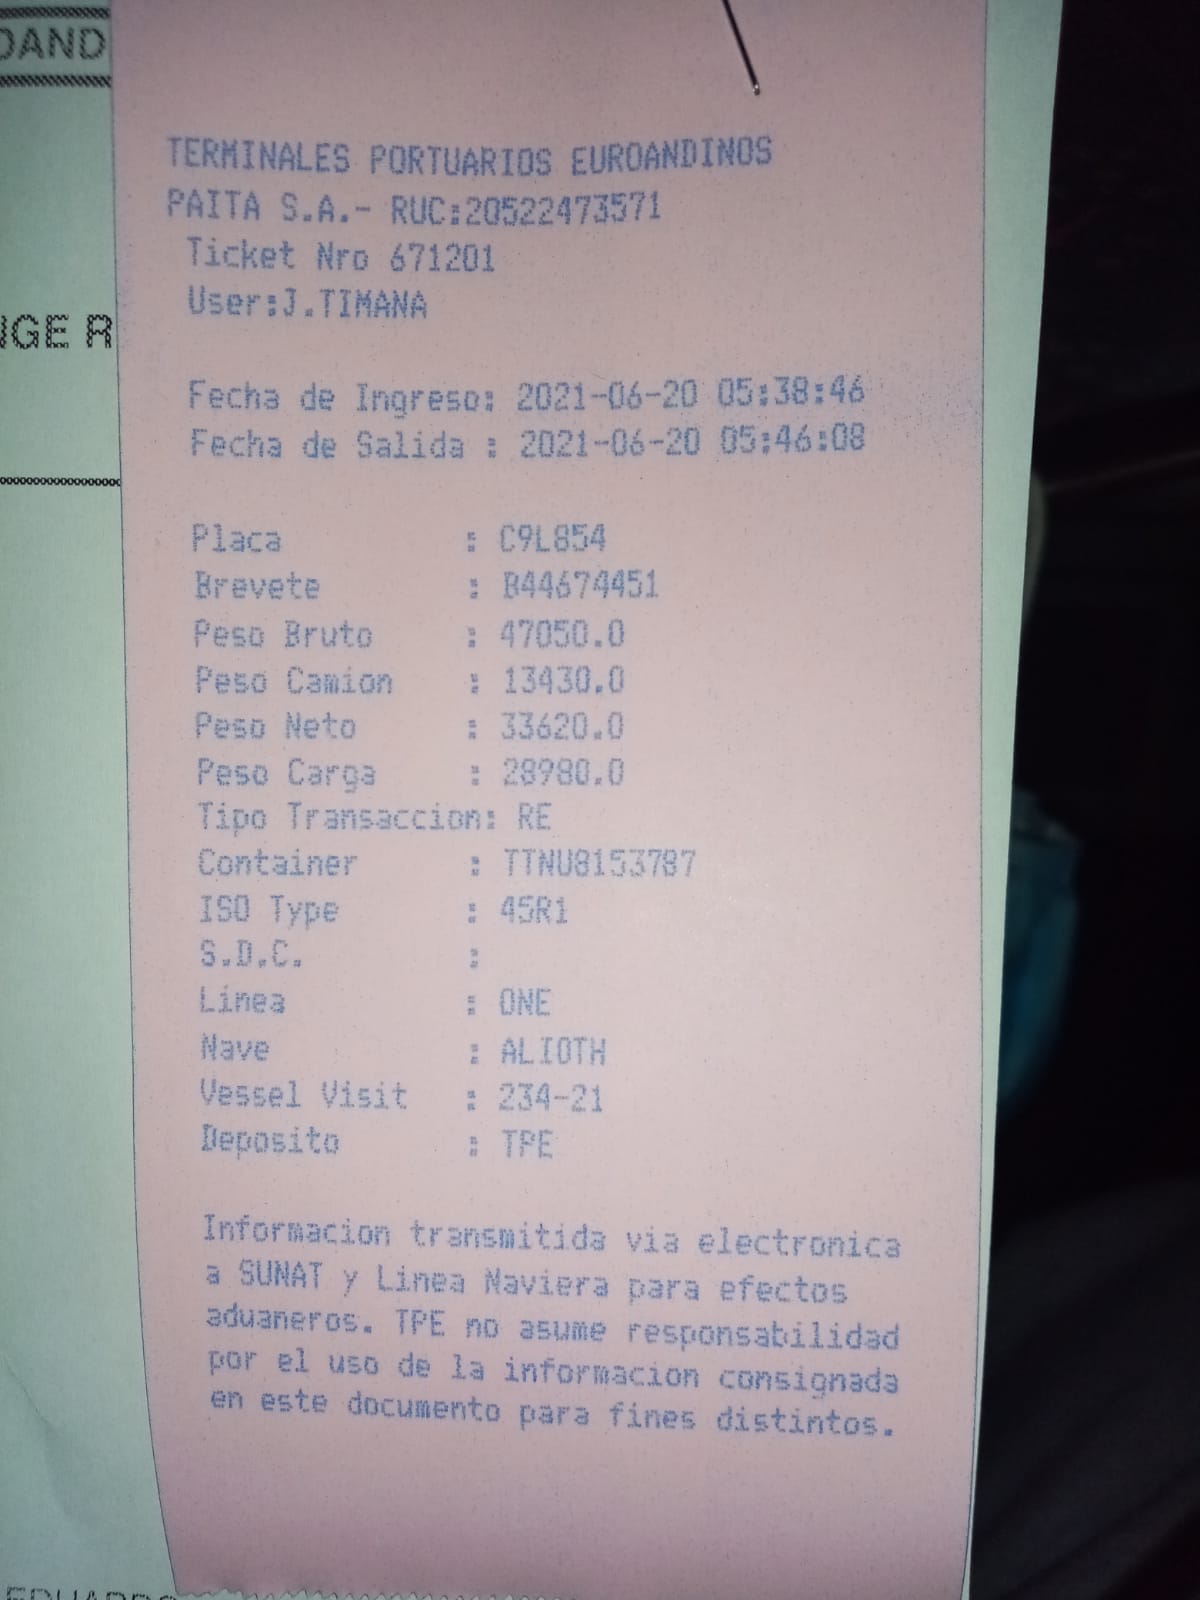 OAND
TERMINALES PORTUARIOS EUROANDINOS
PAITA S.A.- RUC:20522473571
Ticket Nro 671201
User:J.TIMANA
NGE R
Fecha de Ingreso: 2021-06-20 05:38:46
Fecha de Salida : 2021-06-20 05:46:08
Placa : C9L854
Brevete : B44674451
Peso Bruto : 47050.0
Peso Camion : 13430.0
Peso Neto : 33620.0
Peso Carga : 28980.0
Tipo Transaccion: RE
Container : TTNU8153787
ISO Type : 45R1
S.D.C. :
Linea : ONE
Nave : ALIOTH
Vessel Visit : 234-21
Deposito : TPE
Informacion transmitida via electronica
a SUNAT y Linea Naviera para efectos
aduaneros. TPE no asume responsabilidad
por el uso de la informacion consignada
en este documento para fines distintos.